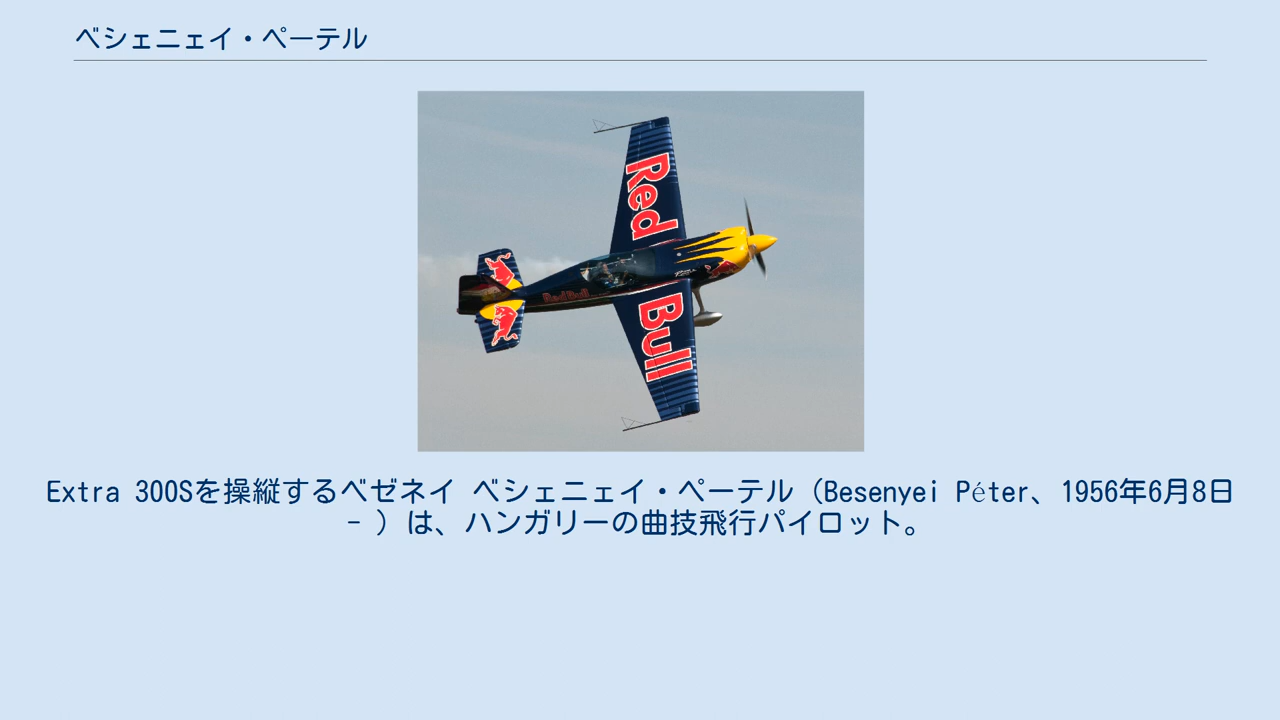 ベシェニェイ・ペーテル
Red
Bull
Red Bull
Extra 300Sを操縦するベゼネイ ベシェニェイ・ペーテル（Besenyei Péter、1956年6月8日
- ）は、ハンガリーの曲技飛行パイロット。